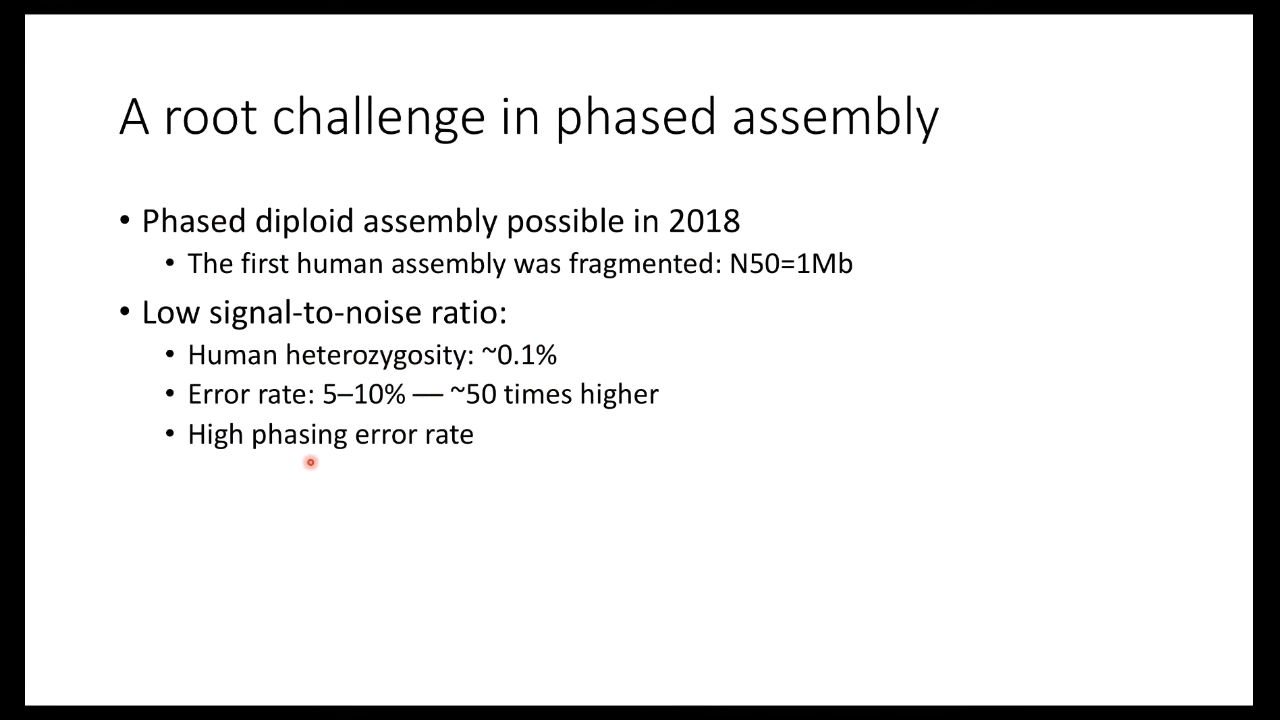 A root challenge in phased assembly
• Phased diploid assembly possible in 2018
• The first human assembly was fragmented: N50=1Mb
• Low signal-to-noise ratio:
• Human heterozygosity: ~0.1%
• Error rate: 5–10% — ~50 times higher
• High phasing error rate